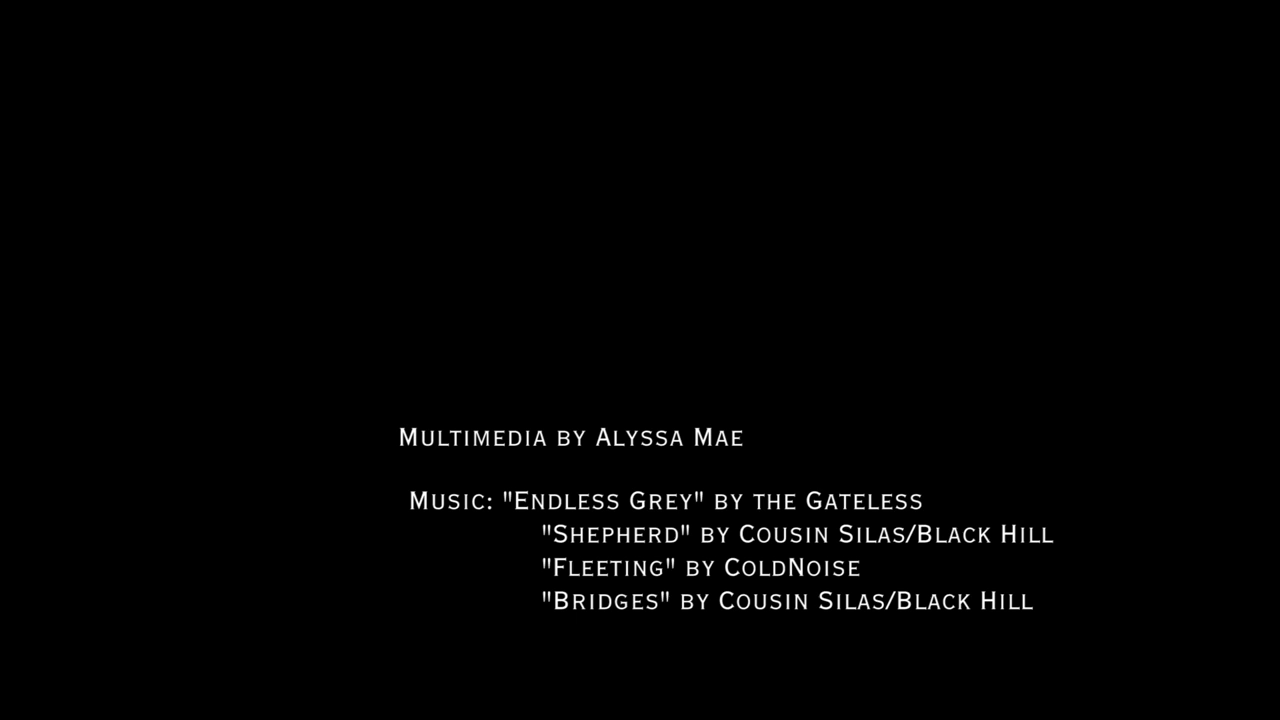 Multimedia by Alyssa Mae
Music: "Endless Grey" by the Gateless
"Shepherd" by Cousin Silas/Black Hill
"Fleeting" by ColdNoise
"Bridges" by Cousin Silas/Black Hill